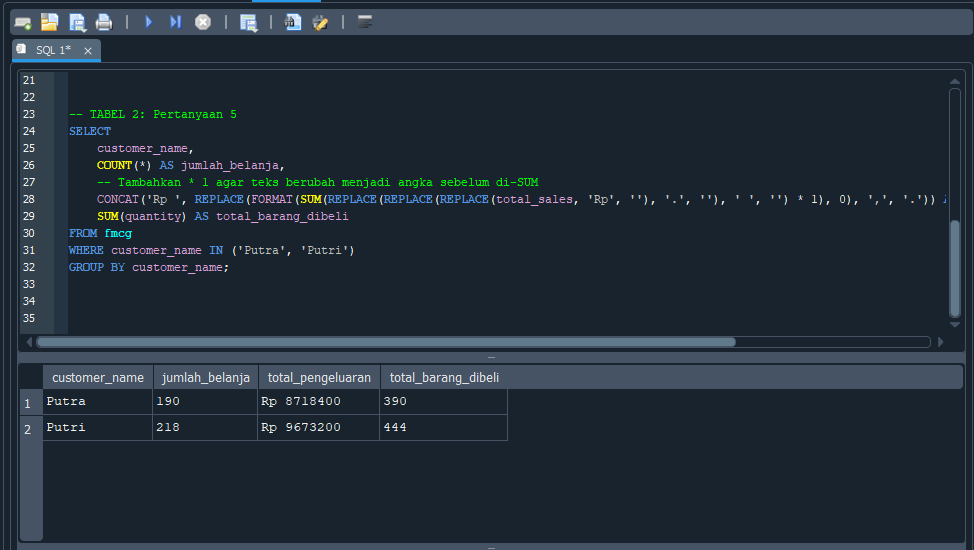 SQL 1*
21
22
23 -- TABEL 2: Pertanyaan 5
24 SELECT
25 customer_name,
26 COUNT(*) AS jumlah_belanja,
27 -- Tambahkan * 1 agar teks berubah menjadi angka sebelum di-SUM
28 CONCAT('Rp ', REPLACE(FORMAT(SUM(REPLACE(REPLACE(REPLACE(total_sales, 'Rp', ''), '.', ''), ' ', '') * 1), 0), ',', '.'))
29 SUM(quantity) AS total_barang_dibeli
30 FROM fmcg
31 WHERE customer_name IN ('Putra', 'Putri')
32 GROUP BY customer_name;
33
34
35
customer_name jumlah_belanja total_pengeluaran total_barang_dibeli
1 Putra 190 Rp 8718400 390
2 Putri 218 Rp 9673200 444